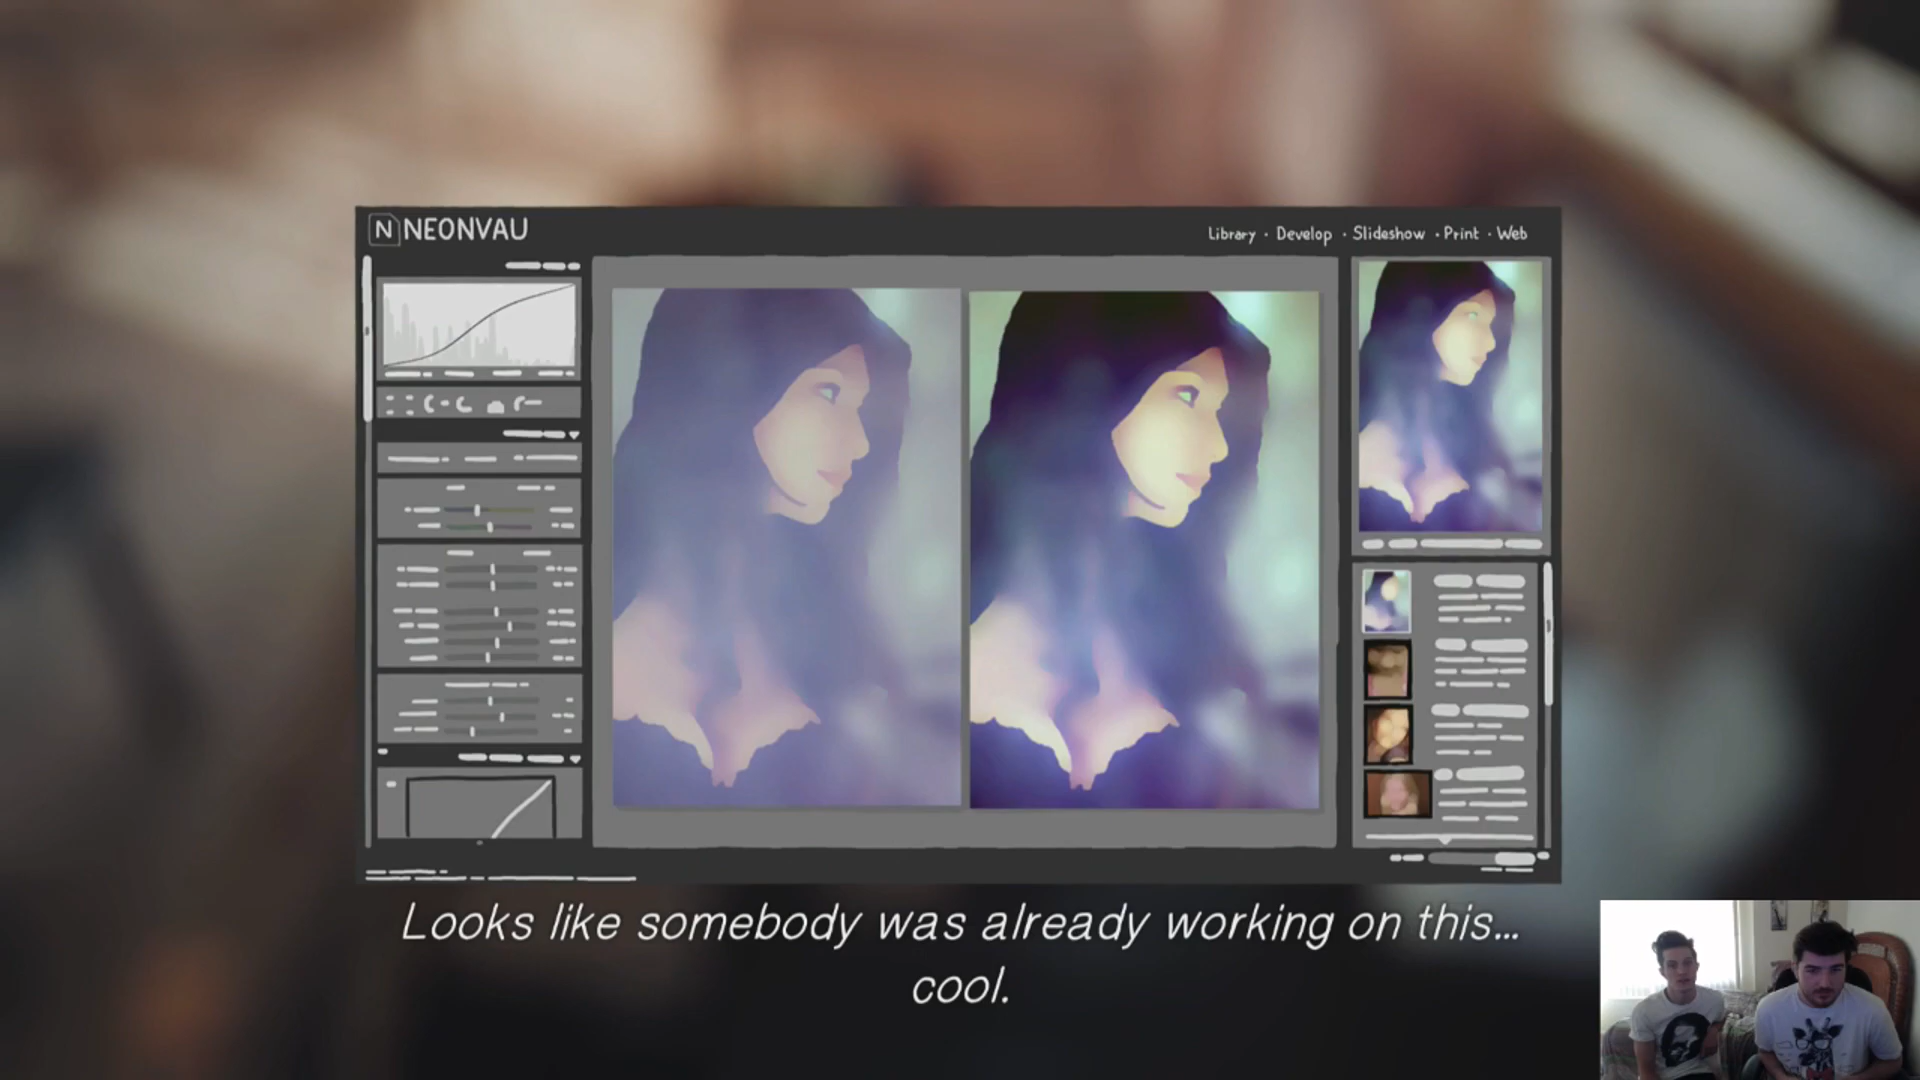 N NEONVAU
Library · Develop · Slideshow · Print · Web
Looks like somebody was already working on this...
cool.